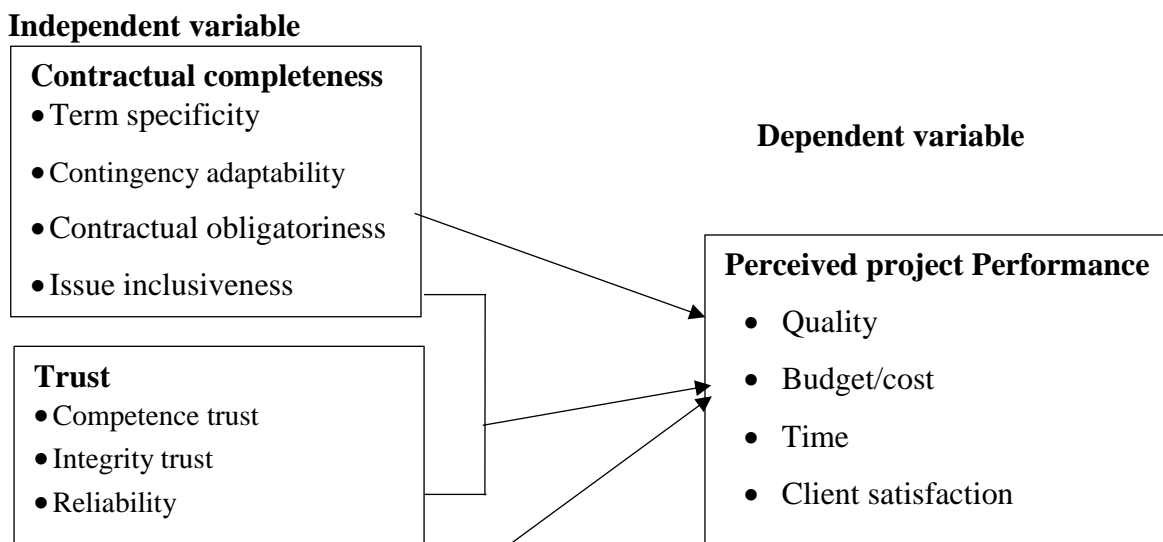 Independent variable
Contractual completeness
• Term specificity
• Contingency adaptability
• Contractual obligatoriness
• Issue inclusiveness
Trust
• Competence trust
• Integrity trust
• Reliability
Dependent variable
Perceived project Performance
• Quality
• Budget/cost
• Time
• Client satisfaction